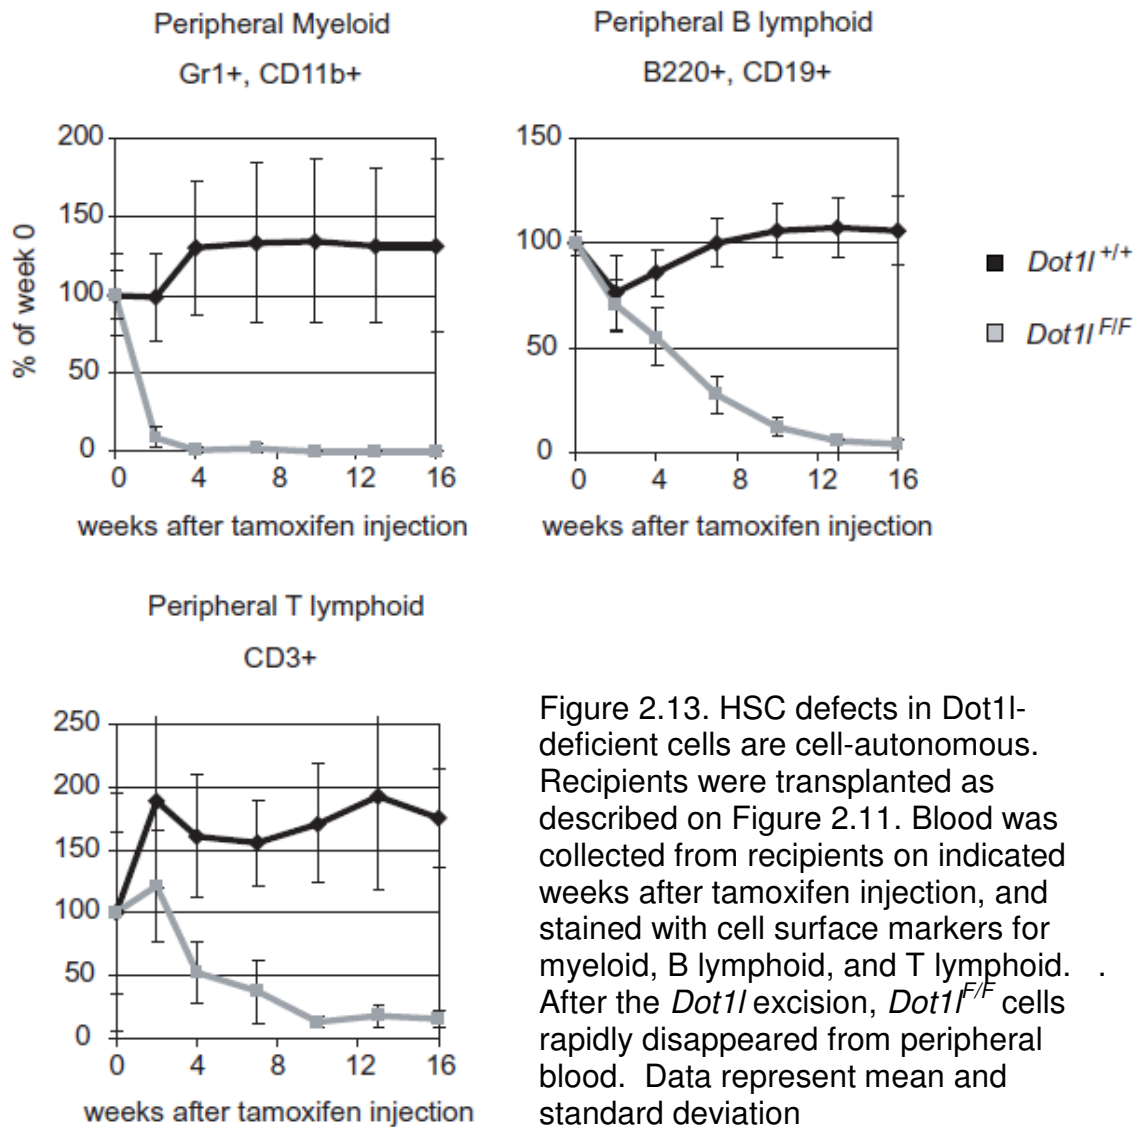 Peripheral Myeloid
Gr1+, CD11b+
200
150
100
50
0
% of week 0
0 4 8 12 16
weeks after tamoxifen injection
Peripheral B lymphoid
B220+, CD19+
150
100
50
0
0 4 8 12 16
weeks after tamoxifen injection
Dot1l +/+
Dot1l F/F
Peripheral T lymphoid
CD3+
250
200
150
100
50
0
0 4 8 12 16
weeks after tamoxifen injection
Figure 2.13. HSC defects in Dot1l-
deficient cells are cell-autonomous.
Recipients were transplanted as
described on Figure 2.11. Blood was
collected from recipients on indicated
weeks after tamoxifen injection, and
stained with cell surface markers for
myeloid, B lymphoid, and T lymphoid. .
After the Dot1l excision, Dot1l F/F cells
rapidly disappeared from peripheral
blood. Data represent mean and
standard deviation